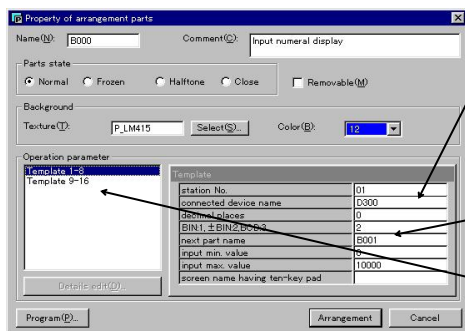 Property of arrangement parts
Name(N): B000 Comment(C): Input numeral display
Parts state
Normal Frozen Halftone Close Removable(M)
Background
Texture(T): P_LM415 Select(S)... Color(B): 12
Operation parameter
Template 1-8
Template 9-16
Template
station No. 01
connected device name D300
decimal places 0
BIN:1, ±BIN:2,BCD:3 2
next part name B001
input min. value 0
input max. value 10000
screen name having ten-key pad
Details edit(D)...
Program(P)... Arrangement Cancel